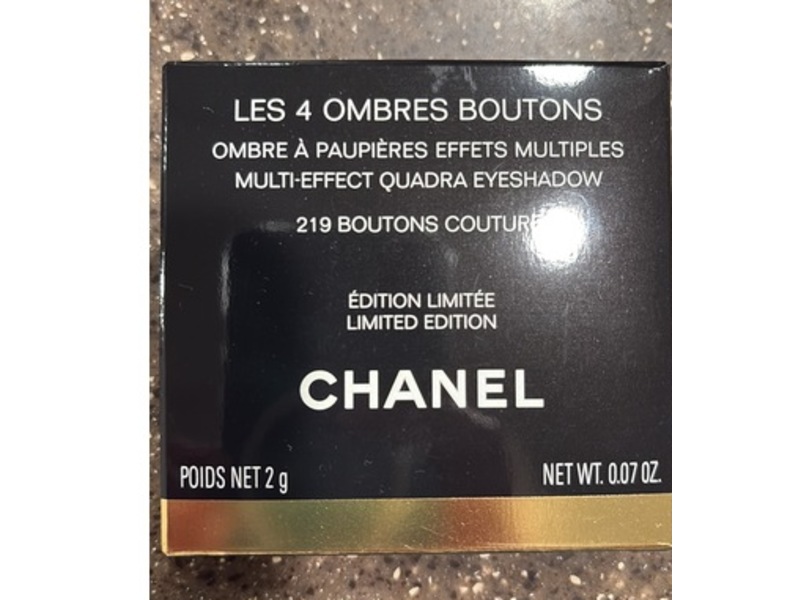 LES 4 OMBRES BOUTONS
OMBRE À PAUPIÈRES EFFETS MULTIPLES
MULTI-EFFECT QUADRA EYESHADOW
219 BOUTONS COUTURE
ÉDITION LIMITÉE
LIMITED EDITION
CHANEL
POIDS NET 2 g
NET WT. 0.07 OZ.